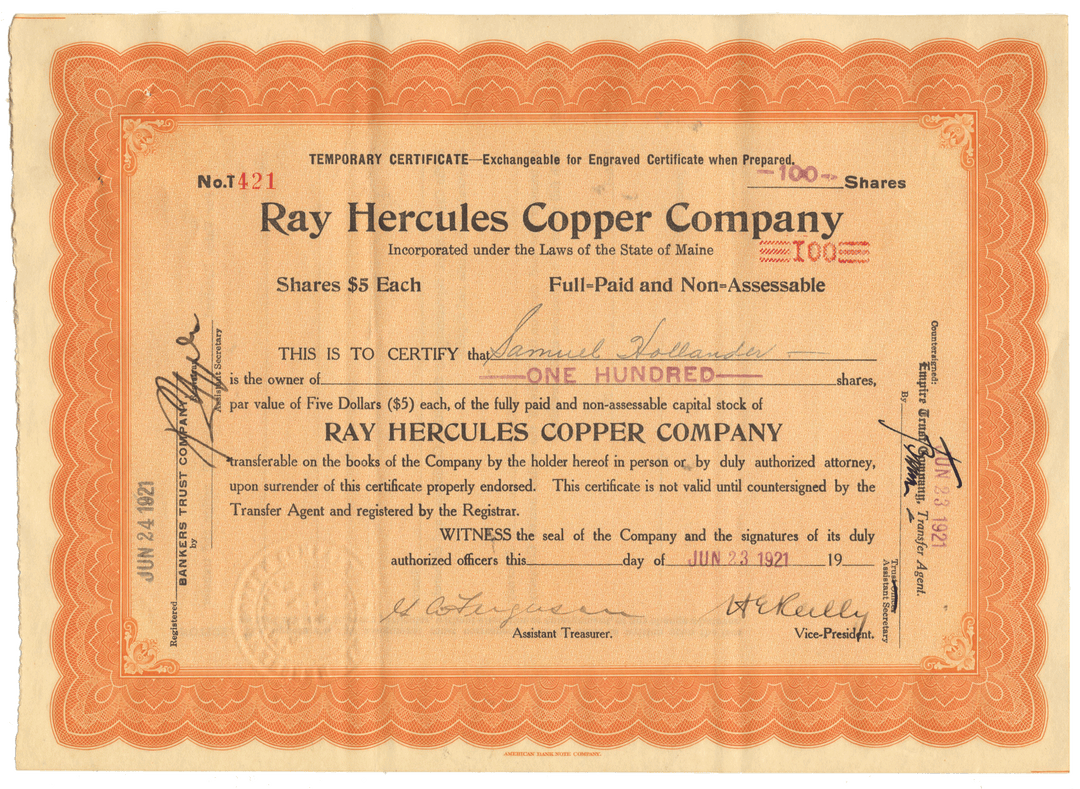 TEMPORARY CERTIFICATE—Exchangeable for Engraved Certificate when Prepared.
No.T421
-100- Shares
Ray Hercules Copper Company
Incorporated under the Laws of the State of Maine
100
Shares $5 Each Full=Paid and Non=Assessable
THIS IS TO CERTIFY that Samuel Hollander
is the owner of ONE HUNDRED shares,
par value of Five Dollars ($5) each, of the fully paid and non-assessable capital stock of
RAY HERCULES COPPER COMPANY
transferable on the books of the Company by the holder hereof in person or by duly authorized attorney,
upon surrender of this certificate properly endorsed. This certificate is not valid until countersigned by the
Transfer Agent and registered by the Registrar.
WITNESS the seal of the Company and the signatures of its duly
authorized officers this day of JUN 23 1921 19
H E Reilly
Assistant Treasurer. Vice-President.
JUN 24 1921
Registered
BANKERS TRUST COMPANY
by
Assistant Secretary
Countersigned:
Empire Trust Company, Transfer Agent.
By
JUN 23 1921
Trust Officer
Assistant Secretary
AMERICAN BANK NOTE COMPANY.